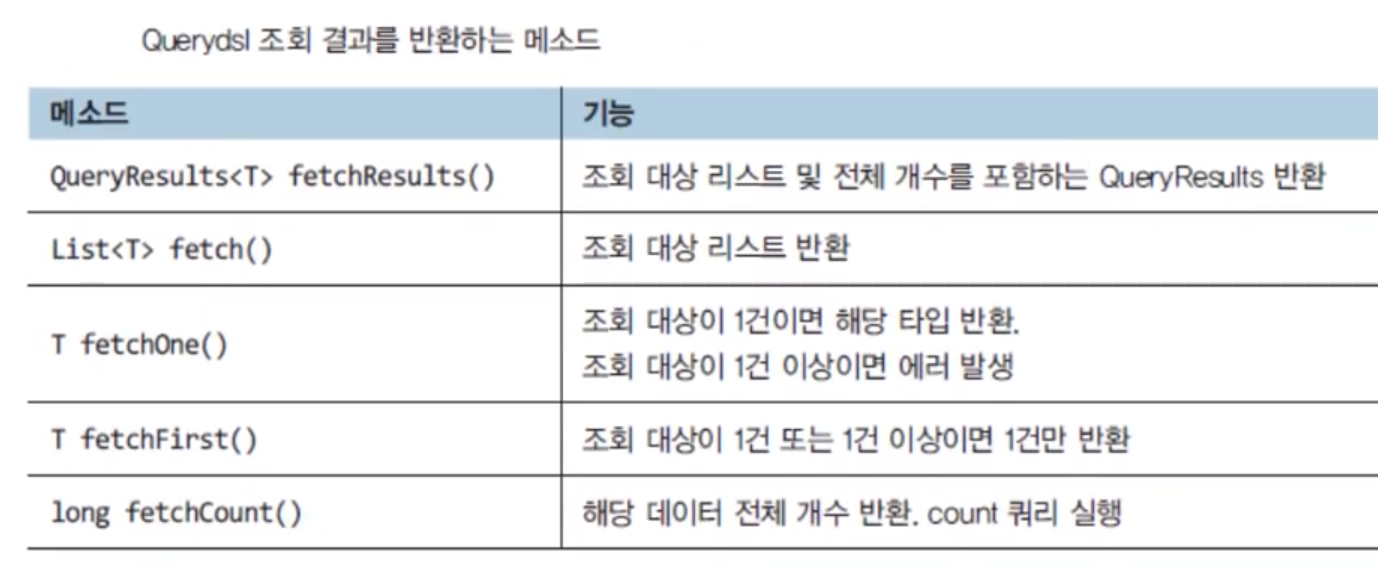 Querydsl 조회 결과를 반환하는 메소드
메소드 기능
QueryResults<T> fetchResults() 조회 대상 리스트 및 전체 개수를 포함하는 QueryResults 반환
List<T> fetch() 조회 대상 리스트 반환
T fetchOne() 조회 대상이 1건이면 해당 타입 반환.
조회 대상이 1건 이상이면 에러 발생
T fetchFirst() 조회 대상이 1건 또는 1건 이상이면 1건만 반환
long fetchCount() 해당 데이터 전체 개수 반환. count 쿼리 실행